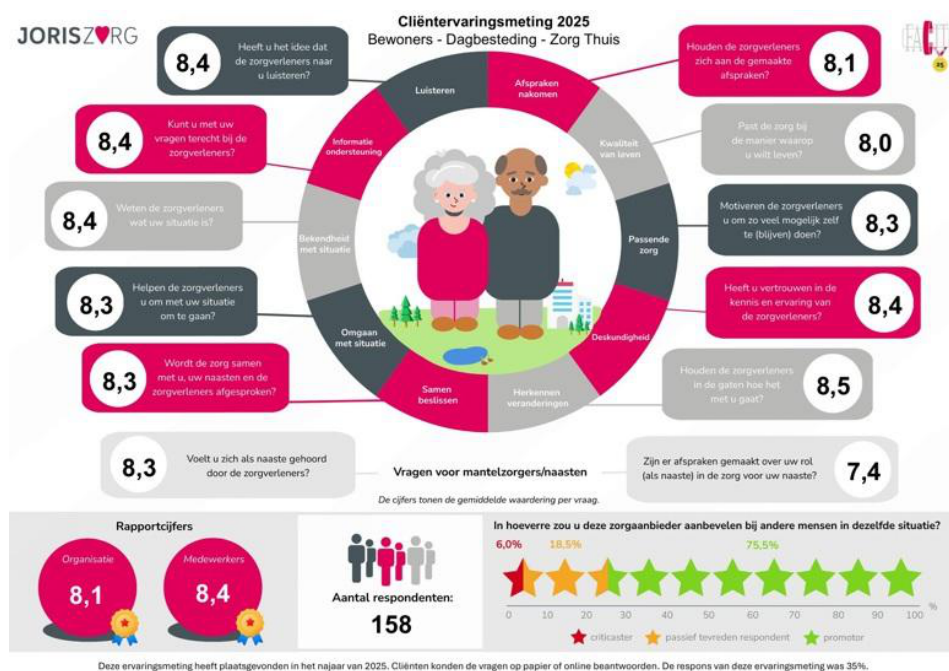 JORISZORG
Cliëntervaringsmeting 2025
Bewoners - Dagbesteding - Zorg Thuis
FACIT
25
8,4
Heeft u het idee dat
de zorgverleners naar
u luisteren?
8,4
Kunt u met uw
vragen terecht bij de
zorgverleners?
8,4
Weten de zorgverleners
wat uw situatie is?
8,3
Helpen de zorgverleners
u om met uw situatie
om te gaan?
8,3
Wordt de zorg samen
met u, uw naasten en de
zorgverleners afgesproken?
Luisteren
Afspraken
nakomen
Kwaliteit
van leven
Passende
zorg
Deskundigheid
Herkennen
veranderingen
Samen
beslissen
Omgaan
met situatie
Bekendheid
met situatie
Informatie
ondersteuning
Houden de zorgverleners
zich aan de gemaakte
afspraken?
8,1
Past de zorg bij
de manier waarop
u wilt leven?
8,0
Motiveren de zorgverleners
u om zo veel mogelijk zelf
te (blijven) doen?
8,3
Heeft u vertrouwen in de
kennis en ervaring van
de zorgverleners?
8,4
Houden de zorgverleners
in de gaten hoe het
met u gaat?
8,5
8,3
Voelt u zich als naaste gehoord
door de zorgverleners?
Vragen voor mantelzorgers/naasten
Zijn er afspraken gemaakt over uw rol
(als naaste) in de zorg voor uw naaste?
7,4
De cijfers tonen de gemiddelde waardering per vraag.
Rapportcijfers
Organisatie
8,1
Medewerkers
8,4
Aantal respondenten:
158
In hoeverre zou u deze zorgaanbieder aanbevelen bij andere mensen in dezelfde situatie?
6,0% 18,5% 75,5%
0 10 20 30 40 50 60 70 80 90 100 %
criticaster passief tevreden respondent promotor
Deze ervaringsmeting heeft plaatsgevonden in het najaar van 2025. Cliënten konden de vragen op papier of online beantwoorden. De respons van deze ervaringsmeting was 35%.